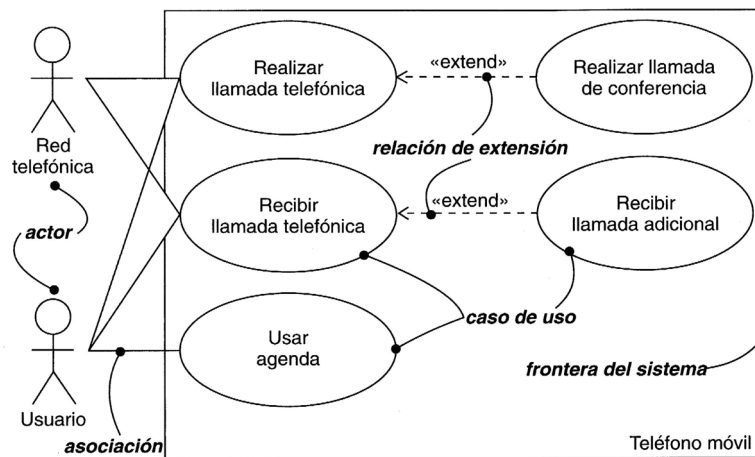 Realizar
llamada telefónica
«extend»
Realizar llamada
de conferencia
Red
telefónica
relación de extensión
Recibir
llamada telefónica
«extend»
Recibir
llamada adicional
actor
caso de uso
Usar
agenda
frontera del sistema
Usuario
asociación
Teléfono móvil